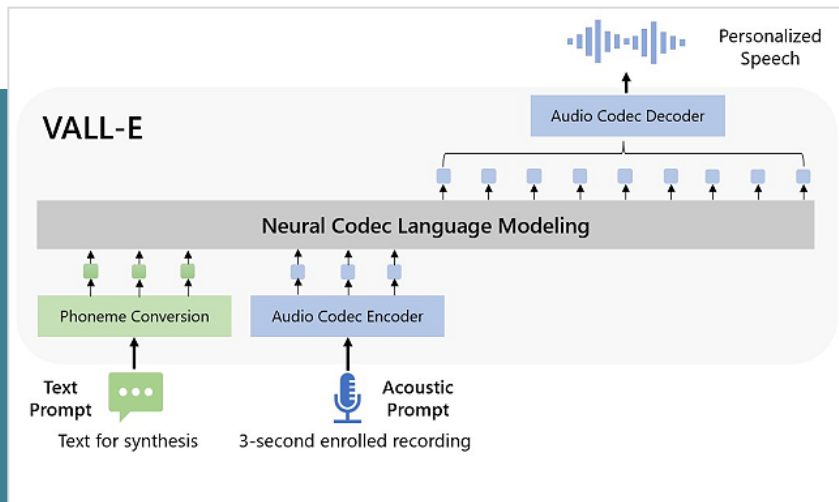 Personalized
Speech
Audio Codec Decoder
VALL-E
Neural Codec Language Modeling
Phoneme Conversion
Audio Codec Encoder
Text
Prompt
Acoustic
Prompt
Text for synthesis
3-second enrolled recording